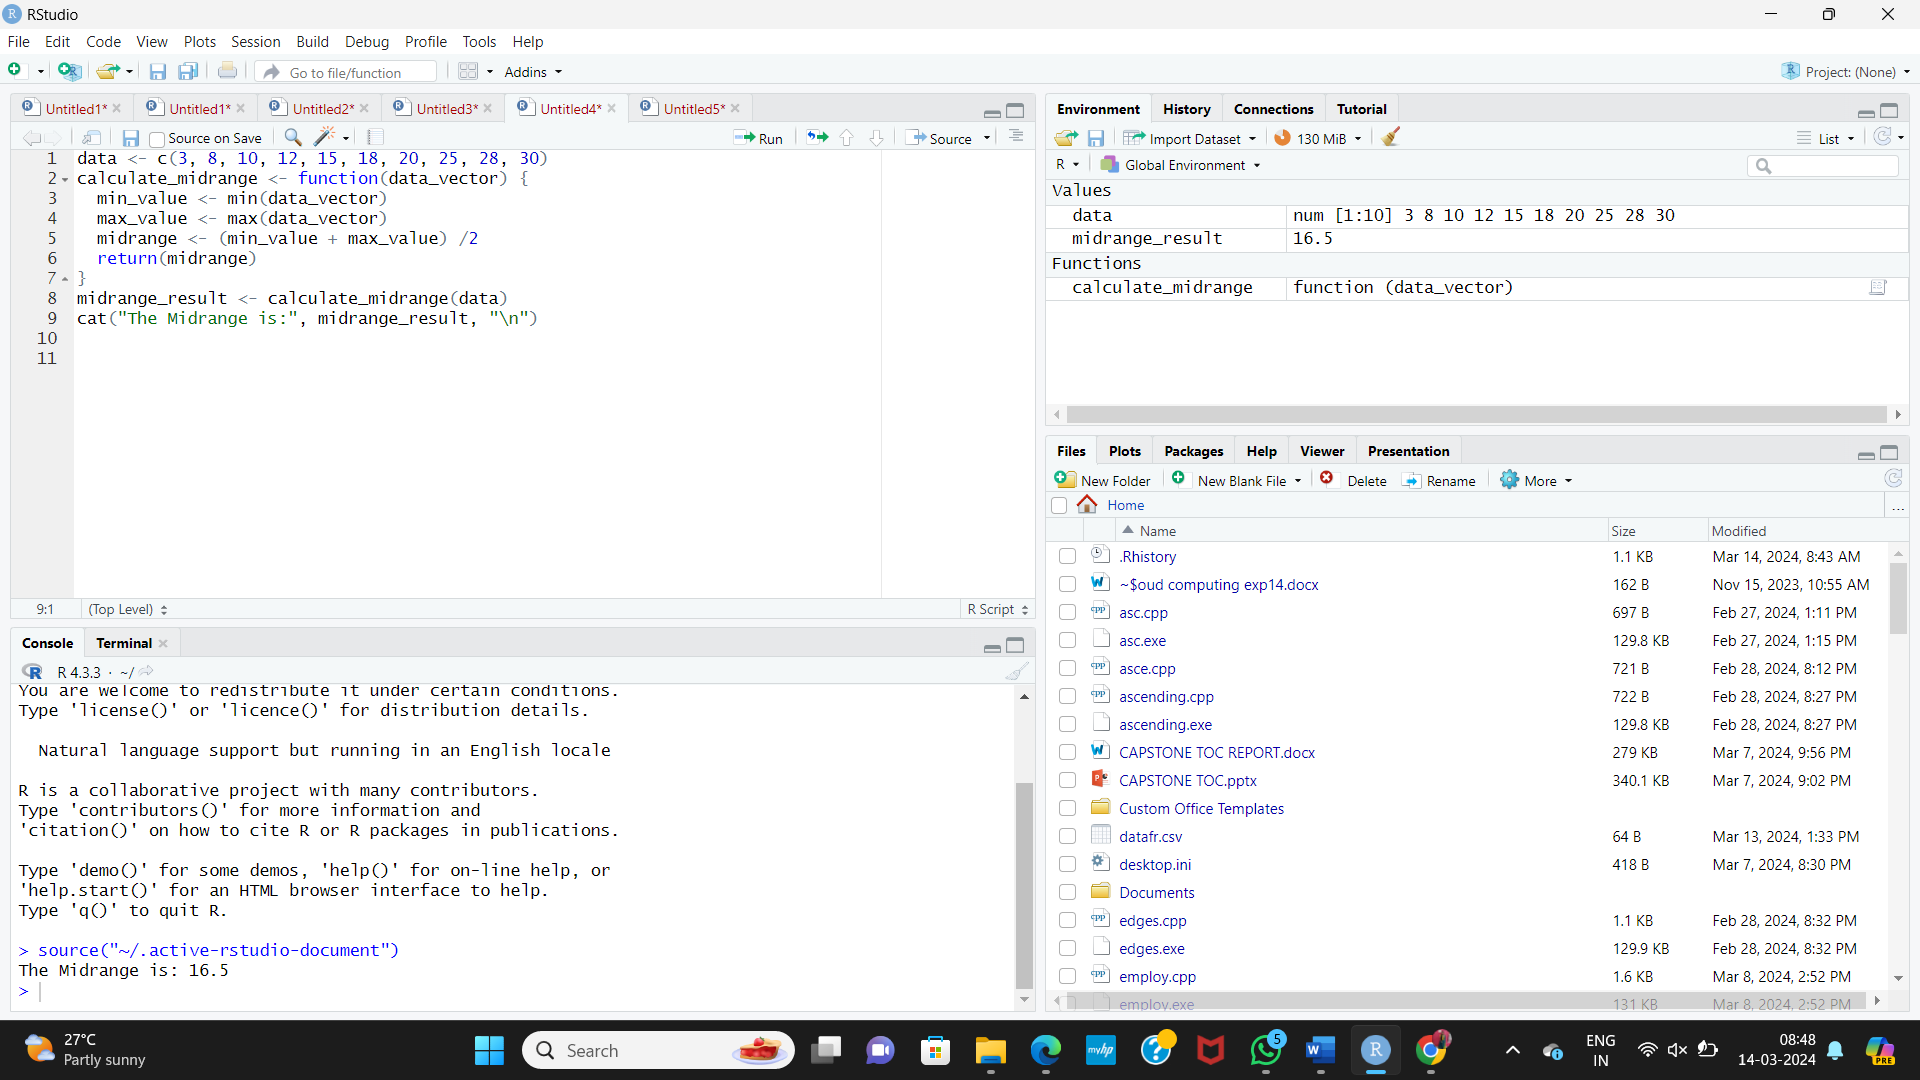 RStudio
File Edit Code View Plots Session Build Debug Profile Tools Help
Go to file/function Addins Project: (None)
Untitled1* Untitled1* Untitled2* Untitled3* Untitled4* Untitled5*
Source on Save Run Source
1 data <- c(3, 8, 10, 12, 15, 18, 20, 25, 28, 30)
2 calculate_midrange <- function(data_vector) {
3 min_value <- min(data_vector)
4 max_value <- max(data_vector)
5 midrange <- (min_value + max_value) /2
6 return(midrange)
7 }
8 midrange_result <- calculate_midrange(data)
9 cat("The Midrange is:", midrange_result, "\n")
10
11
9:1 (Top Level) R Script
Console Terminal
R 4.3.3 · ~/
You are welcome to redistribute it under certain conditions.
Type 'license()' or 'licence()' for distribution details.
Natural language support but running in an English locale
R is a collaborative project with many contributors.
Type 'contributors()' for more information and
'citation()' on how to cite R or R packages in publications.
Type 'demo()' for some demos, 'help()' for on-line help, or
'help.start()' for an HTML browser interface to help.
Type 'q()' to quit R.
> source("~/.active-rstudio-document")
The Midrange is: 16.5
>
Environment History Connections Tutorial
Import Dataset 130 MiB List
R Global Environment
Values
data num [1:10] 3 8 10 12 15 18 20 25 28 30
midrange_result 16.5
Functions
calculate_midrange function (data_vector)
Files Plots Packages Help Viewer Presentation
New Folder New Blank File Delete Rename More
Home ...
Name Size Modified
.Rhistory 1.1 KB Mar 14, 2024, 8:43 AM
~$oud computing exp14.docx 162 B Nov 15, 2023, 10:55 AM
asc.cpp 697 B Feb 27, 2024, 1:11 PM
asc.exe 129.8 KB Feb 27, 2024, 1:15 PM
asce.cpp 721 B Feb 28, 2024, 8:12 PM
ascending.cpp 722 B Feb 28, 2024, 8:27 PM
ascending.exe 129.8 KB Feb 28, 2024, 8:27 PM
CAPSTONE TOC REPORT.docx 279 KB Mar 7, 2024, 9:56 PM
CAPSTONE TOC.pptx 340.1 KB Mar 7, 2024, 9:02 PM
Custom Office Templates
datafr.csv 64 B Mar 13, 2024, 1:33 PM
desktop.ini 418 B Mar 7, 2024, 8:30 PM
Documents
edges.cpp 1.1 KB Feb 28, 2024, 8:32 PM
edges.exe 129.9 KB Feb 28, 2024, 8:32 PM
employ.cpp 1.6 KB Mar 8, 2024, 2:52 PM
employ.exe 131 KB Mar 8, 2024, 2:52 PM
27°C
Partly sunny
Search
myhp
5
ENG
IN
08:48
14-03-2024
PRE